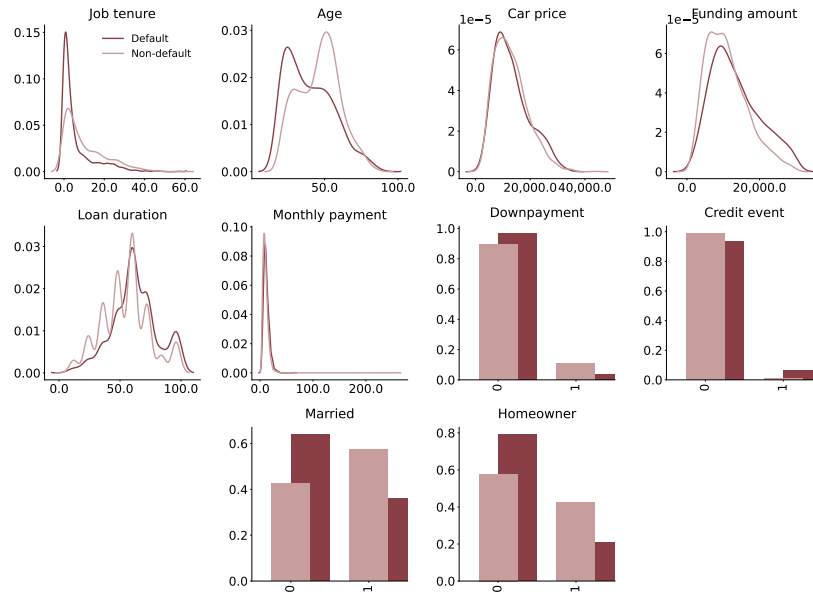 Job tenure
Age
Car price
Funding amount
1e−5
1e−5
Default
Non-default
0.15
0.10
0.05
0.00
0.0 20.0 40.0 60.0
0.03
0.02
0.01
0.00
50.0 100.0
6
4
2
0
0.0 20,000.0 40,000.0
6
4
2
0
0.0 20,000.0
Loan duration
Monthly payment
Downpayment
Credit event
0.03
0.02
0.01
0.00
0.0 50.0 100.0
0.10
0.08
0.06
0.04
0.02
0.00
0.0 100.0 200.0
1.0
0.8
0.6
0.4
0.2
0.0
0 1
1.0
0.8
0.6
0.4
0.2
0.0
0 1
Married
Homeowner
0.6
0.4
0.2
0.0
0 1
0.8
0.6
0.4
0.2
0.0
0 1